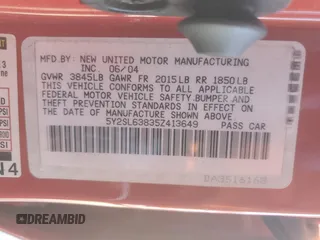 MFD.BY: NEW UNITED MOTOR MANUFACTURING
INC. 06/04
GVWR 3845LB GAWR FR 2015LB RR 1850LB
THIS VEHICLE CONFORMS TO ALL APPLICABLE
FEDERAL MOTOR VEHICLE SAFETY,BUMPER,AND
THEFT PREVENTION STANDARDS IN EFFECT ON
THE DATE OF MANUFACTURE SHOWN ABOVE.
5Y2SL63835Z413649 PASS CAR
N 4
DREAMBID